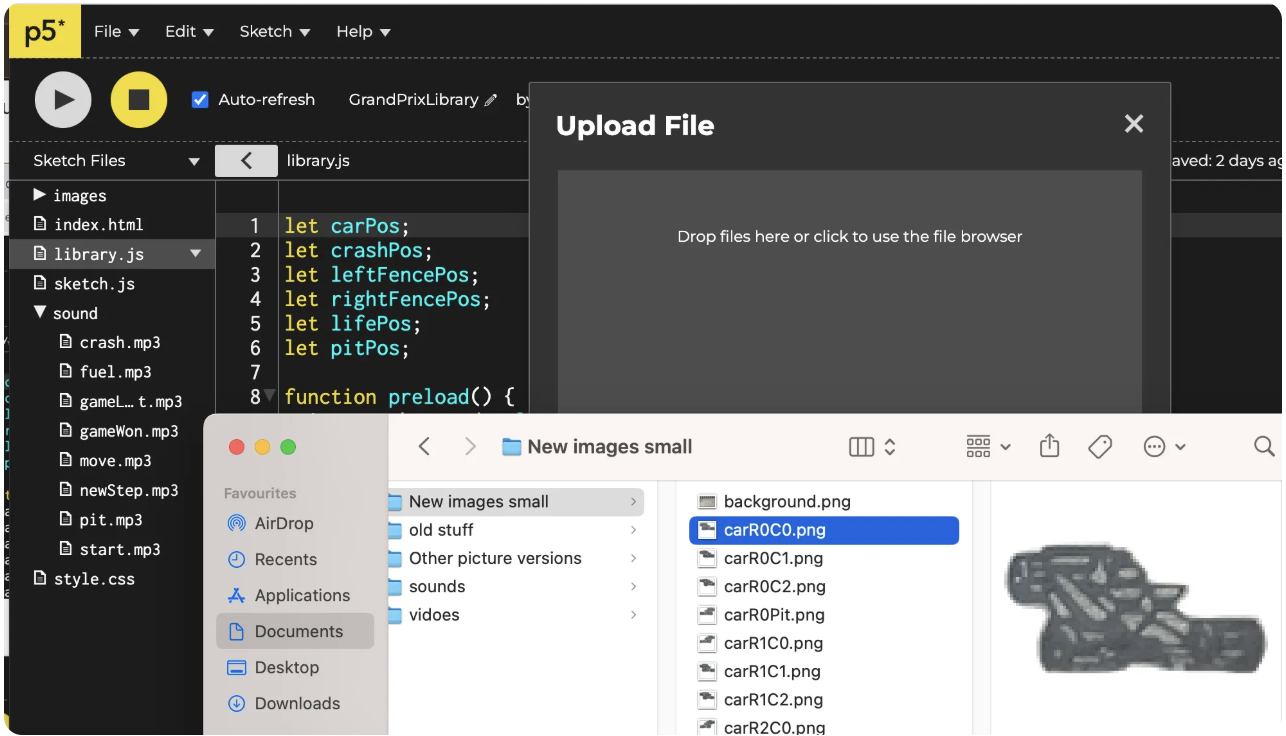 p5* File Edit Sketch Help
Auto-refresh GrandPrixLibrary by
Upload File
Sketch Files library.js aved: 2 days ag
Drop files here or click to use the file browser
images
index.html
library.js
sketch.js
sound
crash.mp3
fuel.mp3
gameL…t.mp3
gameWon.mp3
move.mp3
newStep.mp3
pit.mp3
start.mp3
style.css
1 let carPos;
2 let crashPos;
3 let leftFencePos;
4 let rightFencePos;
5 let lifePos;
6 let pitPos;
7
8 function preload() {
New images small
Favourites
AirDrop
Recents
Applications
Documents
Desktop
Downloads
New images small
old stuff
Other picture versions
sounds
vidoes
background.png
carR0C0.png
carR0C1.png
carR0C2.png
carR0Pit.png
carR1C0.png
carR1C1.png
carR1C2.png
carR2C0.png